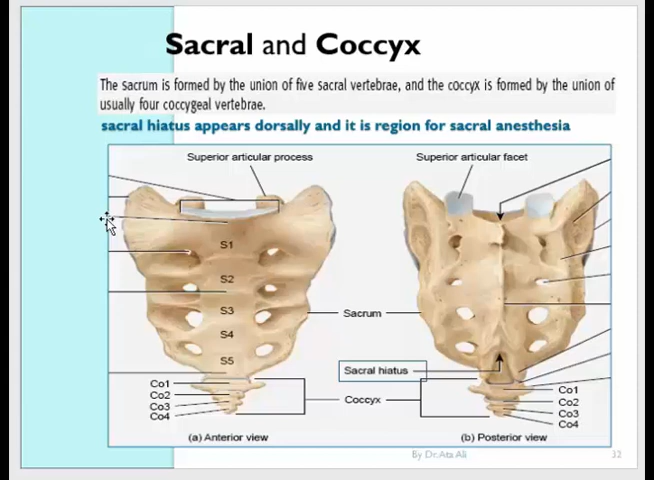 Sacral and Coccyx
The sacrum is formed by the union of five sacral vertebrae, and the coccyx is formed by the union of
usually four coccygeal vertebrae.
sacral hiatus appears dorsally and it is region for sacral anesthesia
Superior articular process
Superior articular facet
S1
S2
S3
S4
S5
Sacrum
Sacral hiatus
Coccyx
Co1
Co2
Co3
Co4
Co1
Co2
Co3
Co4
(a) Anterior view
(b) Posterior view
By Dr.Ata Ali
32